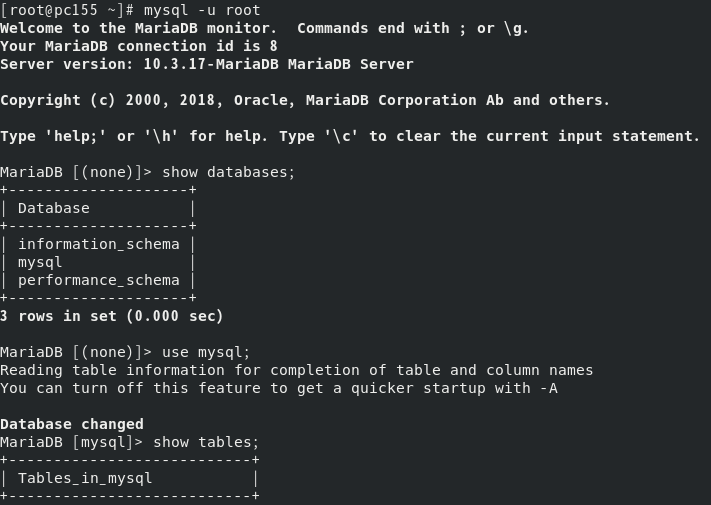 [root@pc155 ~]# mysql -u root
Welcome to the MariaDB monitor.  Commands end with ; or \g.
Your MariaDB connection id is 8
Server version: 10.3.17-MariaDB MariaDB Server

Copyright (c) 2000, 2018, Oracle, MariaDB Corporation Ab and others.

Type 'help;' or '\h' for help. Type '\c' to clear the current input statement.

MariaDB [(none)]> show databases;
+--------------------+
| Database           |
+--------------------+
| information_schema |
| mysql              |
| performance_schema |
+--------------------+
3 rows in set (0.000 sec)

MariaDB [(none)]> use mysql;
Reading table information for completion of table and column names
You can turn off this feature to get a quicker startup with -A

Database changed
MariaDB [mysql]> show tables;
+---------------------------+
| Tables_in_mysql           |
+---------------------------+